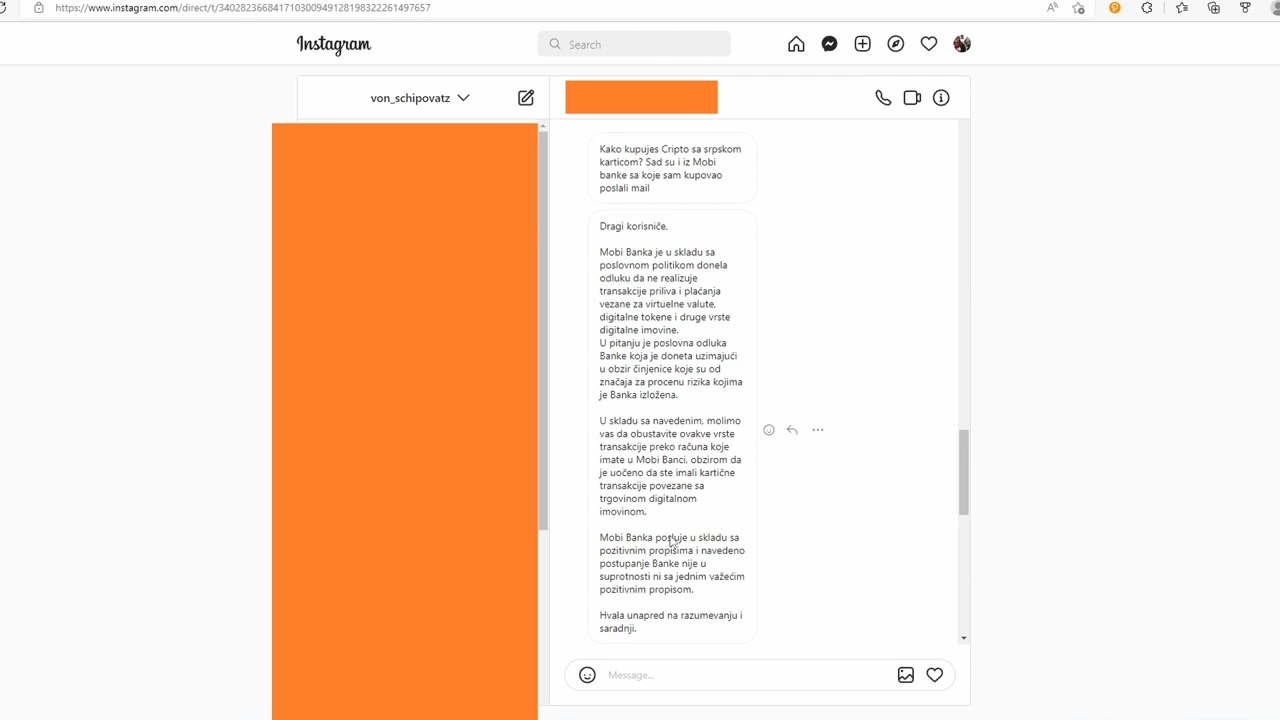 https://www.instagram.com/direct/t/340282366841710300949128198322261497657
Instagram
Search
von_schipovatz
Kako kupujes Cripto sa srpskom
karticom? Sad su i iz Mobi
banke sa koje sam kupovao
poslali mail
Dragi korisniče,
Mobi Banka je u skladu sa
poslovnom politikom donela
odluku da ne realizuje
transakcije priliva i plaćanja
vezane za virtuelne valute,
digitalne tokene i druge vrste
digitalne imovine.
U pitanju je poslovna odluka
Banke koja je doneta uzimajući
u obzir činjenice koje su od
značaja za procenu rizika kojima
je Banka izložena.
U skladu sa navedenim, molimo
vas da obustavite ovakve vrste
transakcije preko računa koje
imate u Mobi Banci, obzirom da
je uočeno da ste imali kartične
transakcije povezane sa
trgovinom digitalnom
imovinom.
Mobi Banka posluje u skladu sa
pozitivnim propisima i navedeno
postupanje Banke nije u
suprotnosti ni sa jednim važećim
pozitivnim propisom.
Hvala unapred na razumevanju i
saradnji.
Message...